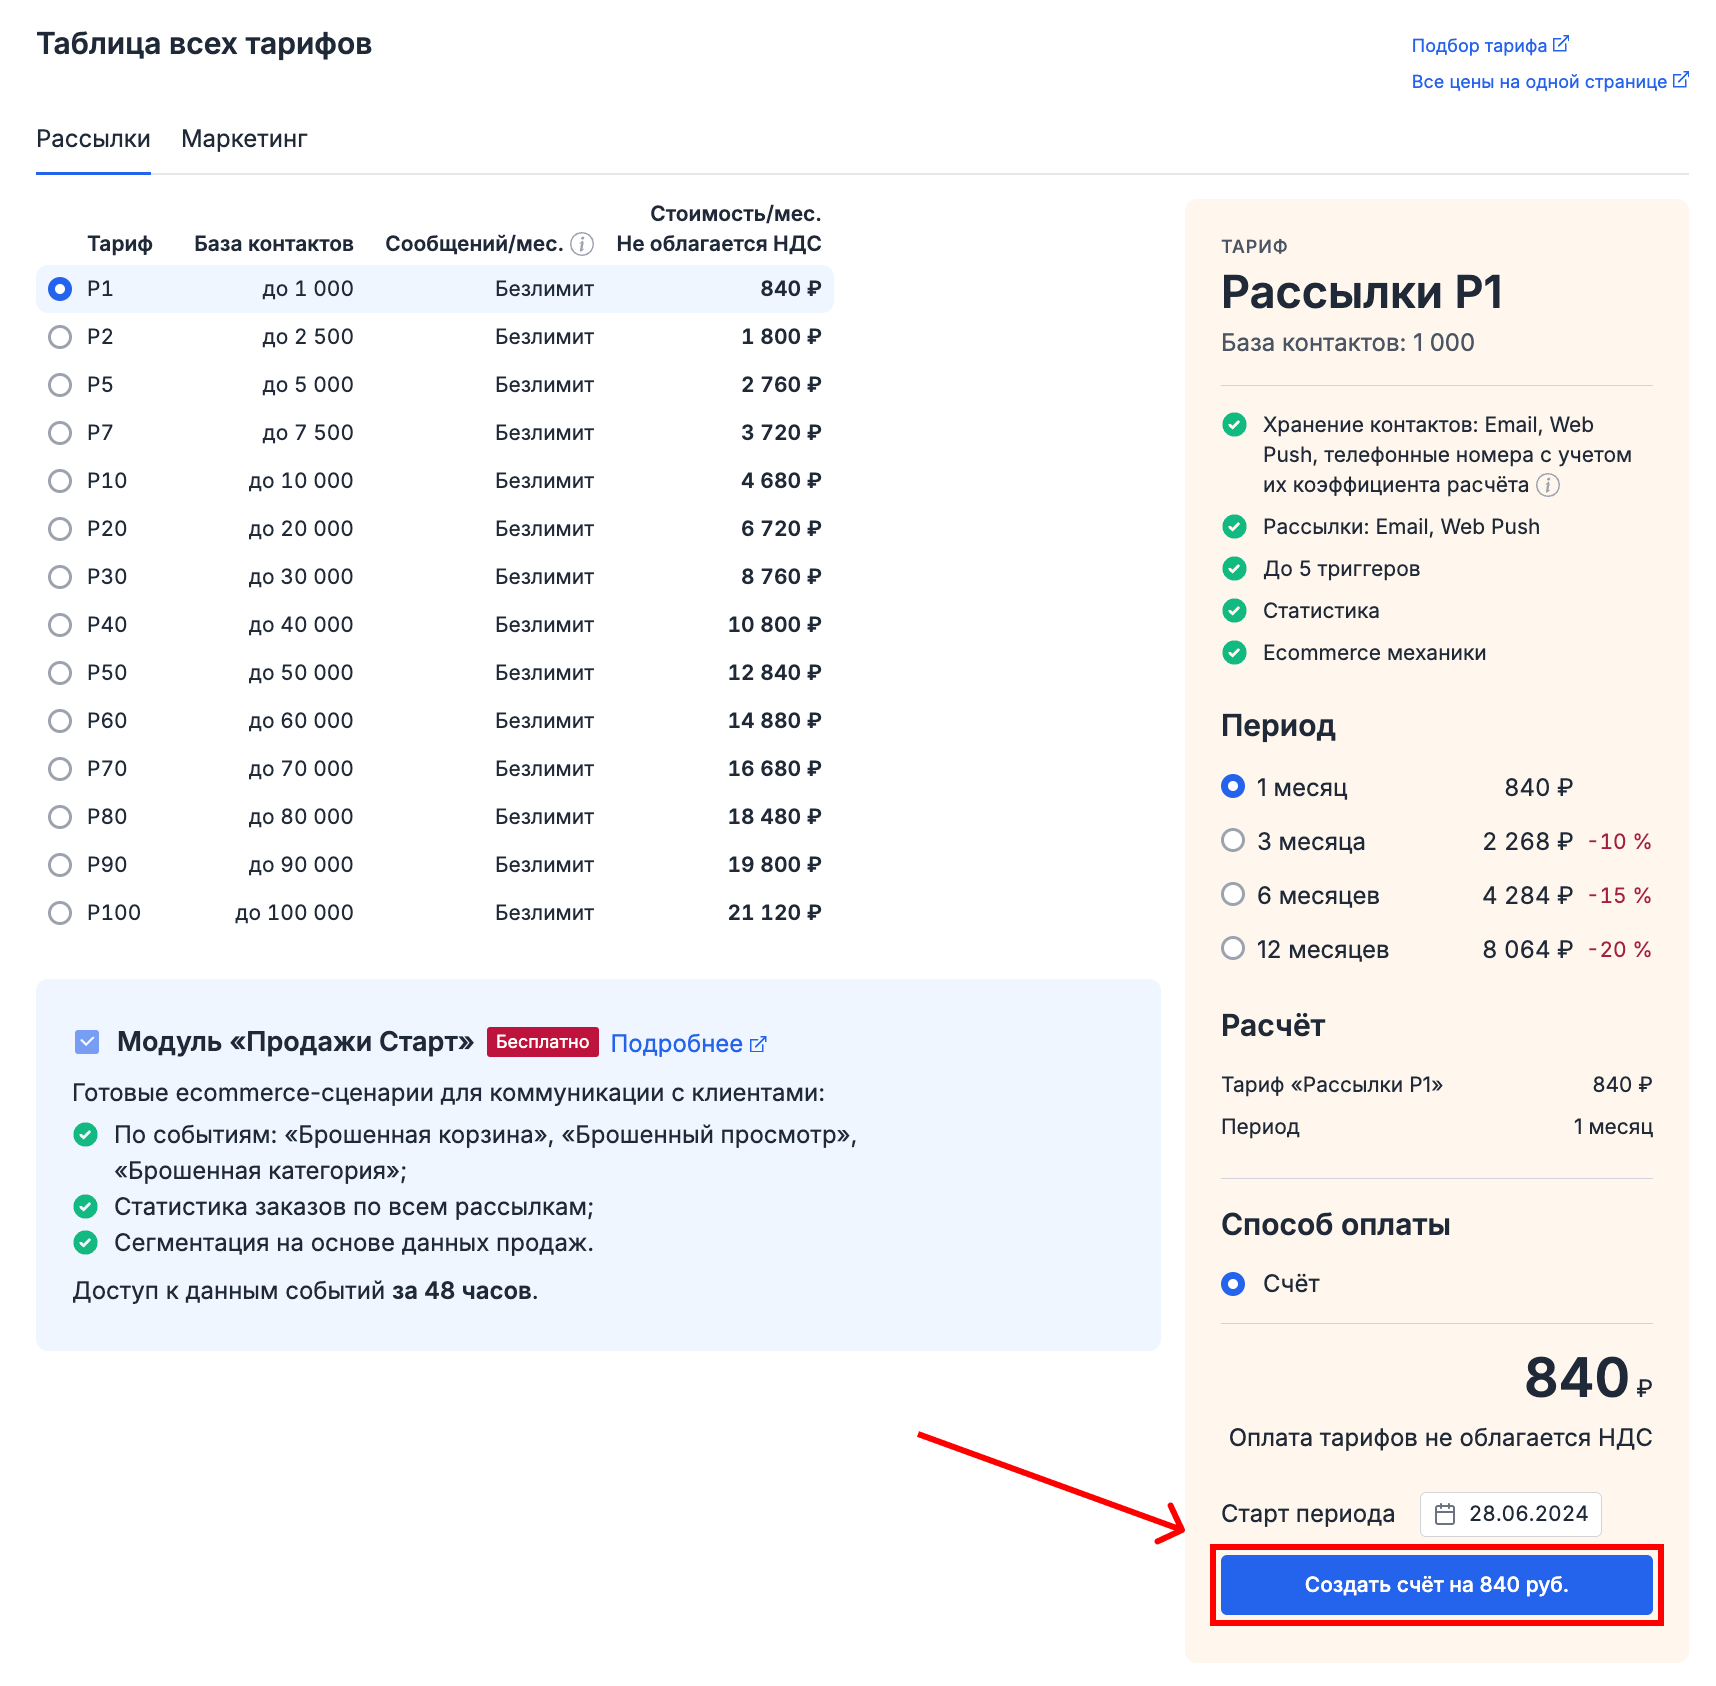 Таблица всех тарифов
Подбор тарифа
Все цены на одной странице
Рассылки Маркетинг
Стоимость/мес.
Тариф База контактов Сообщений/мес. Не облагается НДС
P1 до 1 000 Безлимит 840 ₽
P2 до 2 500 Безлимит 1 800 ₽
P5 до 5 000 Безлимит 2 760 ₽
P7 до 7 500 Безлимит 3 720 ₽
P10 до 10 000 Безлимит 4 680 ₽
P20 до 20 000 Безлимит 6 720 ₽
P30 до 30 000 Безлимит 8 760 ₽
P40 до 40 000 Безлимит 10 800 ₽
P50 до 50 000 Безлимит 12 840 ₽
P60 до 60 000 Безлимит 14 880 ₽
P70 до 70 000 Безлимит 16 680 ₽
P80 до 80 000 Безлимит 18 480 ₽
P90 до 90 000 Безлимит 19 800 ₽
P100 до 100 000 Безлимит 21 120 ₽
Модуль «Продажи Старт» Бесплатно Подробнее
Готовые ecommerce-сценарии для коммуникации с клиентами:
По событиям: «Брошенная корзина», «Брошенный просмотр»,
«Брошенная категория»;
Статистика заказов по всем рассылкам;
Сегментация на основе данных продаж.
Доступ к данным событий за 48 часов.
ТАРИФ
Рассылки P1
База контактов: 1 000
Хранение контактов: Email, Web
Push, телефонные номера с учетом
их коэффициента расчёта
Рассылки: Email, Web Push
До 5 триггеров
Статистика
Ecommerce механики
Период
1 месяц 840 ₽
3 месяца 2 268 ₽ -10 %
6 месяцев 4 284 ₽ -15 %
12 месяцев 8 064 ₽ -20 %
Расчёт
Тариф «Рассылки P1» 840 ₽
Период 1 месяц
Способ оплаты
Счёт
840 ₽
Оплата тарифов не облагается НДС
Старт периода 28.06.2024
Создать счёт на 840 руб.